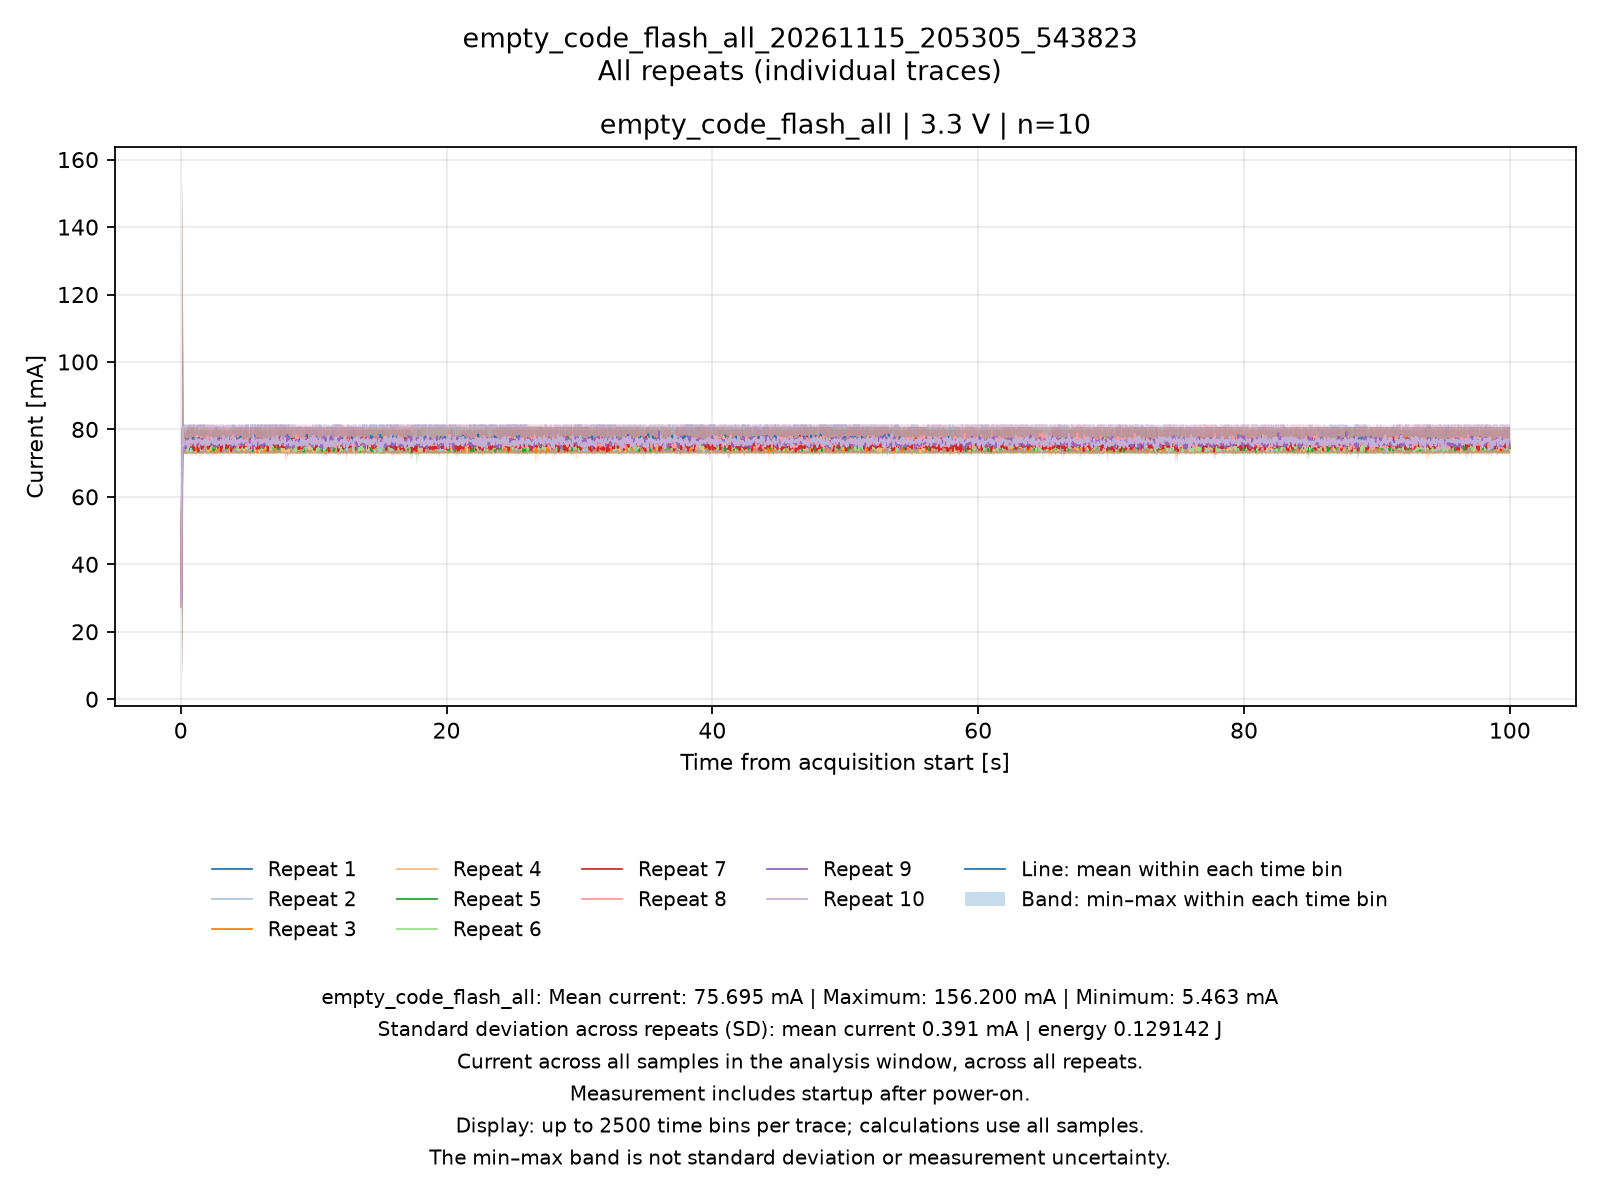 empty_code_flash_all_20261115_205305_543823
All repeats (individual traces)
empty_code_flash_all | 3.3 V | n=10
160
140
120
100
80
60
40
20
0
Current [mA]
0 20 40 60 80 100
Time from acquisition start [s]
Repeat 1 Repeat 4 Repeat 7 Repeat 9 Line: mean within each time bin
Repeat 2 Repeat 5 Repeat 8 Repeat 10 Band: min–max within each time bin
Repeat 3 Repeat 6
empty_code_flash_all: Mean current: 75.695 mA | Maximum: 156.200 mA | Minimum: 5.463 mA
Standard deviation across repeats (SD): mean current 0.391 mA | energy 0.129142 J
Current across all samples in the analysis window, across all repeats.
Measurement includes startup after power-on.
Display: up to 2500 time bins per trace; calculations use all samples.
The min–max band is not standard deviation or measurement uncertainty.